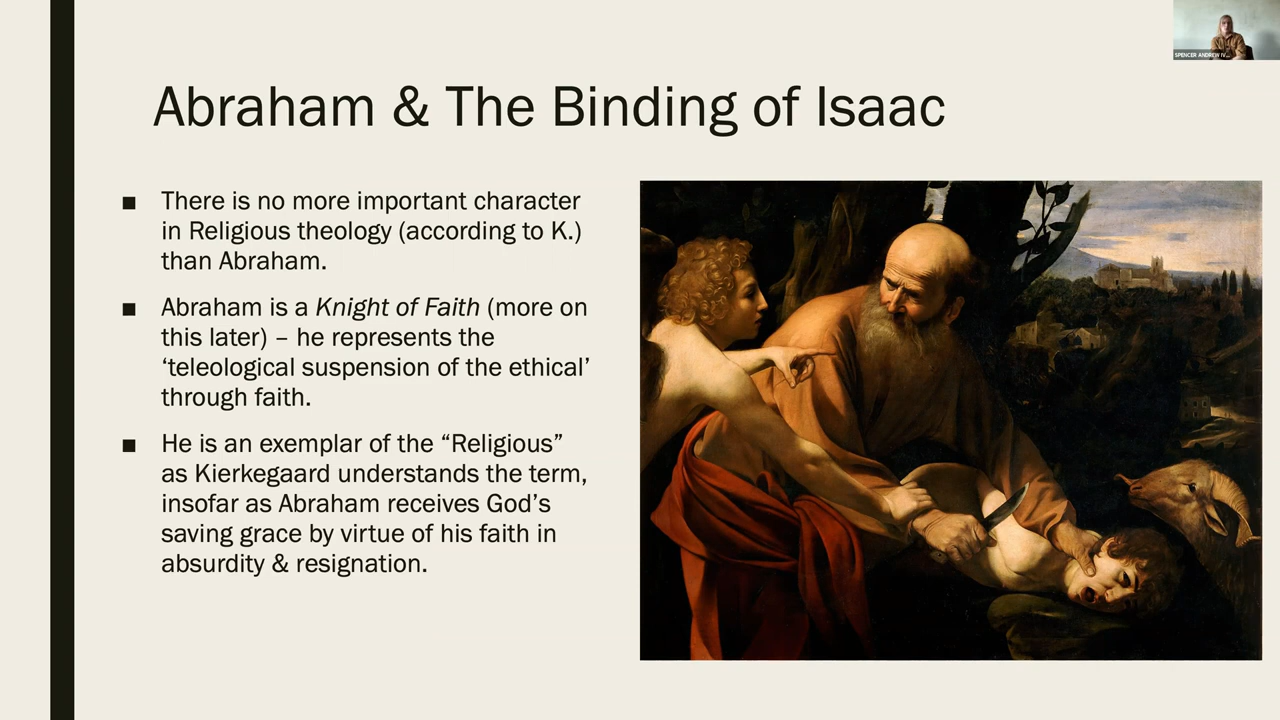 SPENCER ANDREW IV...
Abraham & The Binding of Isaac
■ There is no more important character
in Religious theology (according to K.)
than Abraham.
■ Abraham is a Knight of Faith (more on
this later) – he represents the
‘teleological suspension of the ethical’
through faith.
■ He is an exemplar of the “Religious”
as Kierkegaard understands the term,
insofar as Abraham receives God’s
saving grace by virtue of his faith in
absurdity & resignation.